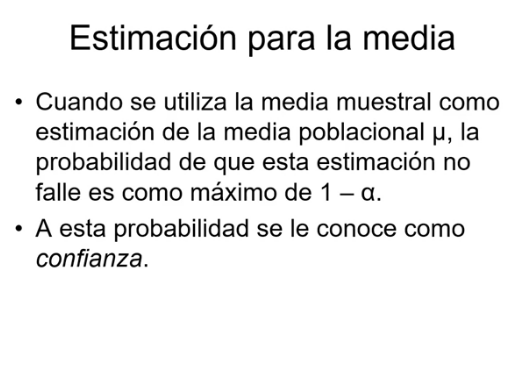 Estimación para la media
• Cuando se utiliza la media muestral como
estimación de la media poblacional μ, la
probabilidad de que esta estimación no
falle es como máximo de 1 – α.
• A esta probabilidad se le conoce como
confianza.